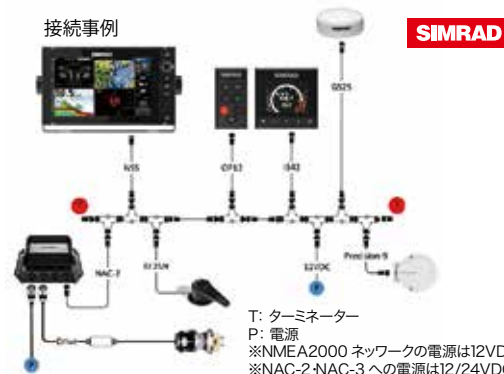 接続事例
SIMRAD
GS25
NSS
OP12
IS42
T
T
NAC-2
RF25N
12VDC
Precision 9
P
Drive
P
T: ターミネーター
P: 電源
※NMEA2000 ネッワークの電源は12VD
※NAC-2・NAC-3 への電源は12/24VD